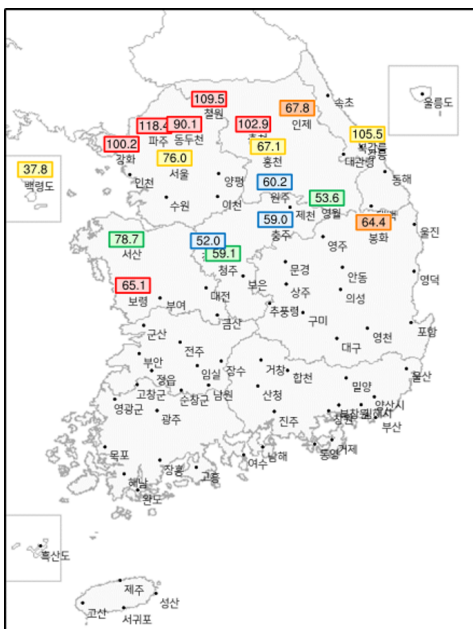 109.5
철원
67.8
인제
속초
울릉도
118.4
파주
90.1
동두천
102.9
105.5
100.2
강화
76.0
서울
67.1
홍천
대관령
37.8
백령도
인천
양평
60.2
원주
동해
수원
이천
53.6
영월
59.0
제천
충주
64.4
봉화
울진
78.7
서산
52.0
59.1
청주
영주
문경
안동
영덕
65.1
보령
부여
대전
보은
상주
의성
금산
추풍령
구미
포항
군산
전주
대구
영천
부안
임실
장수
거창
합천
울산
정읍
고창군
순창군
남원
산청
밀양
영광군
광주
진주
양산시
부산
목포
장흥
고흥
여수
남해
통영
거제
해남
완도
흑산도
제주
고산
성산
서귀포